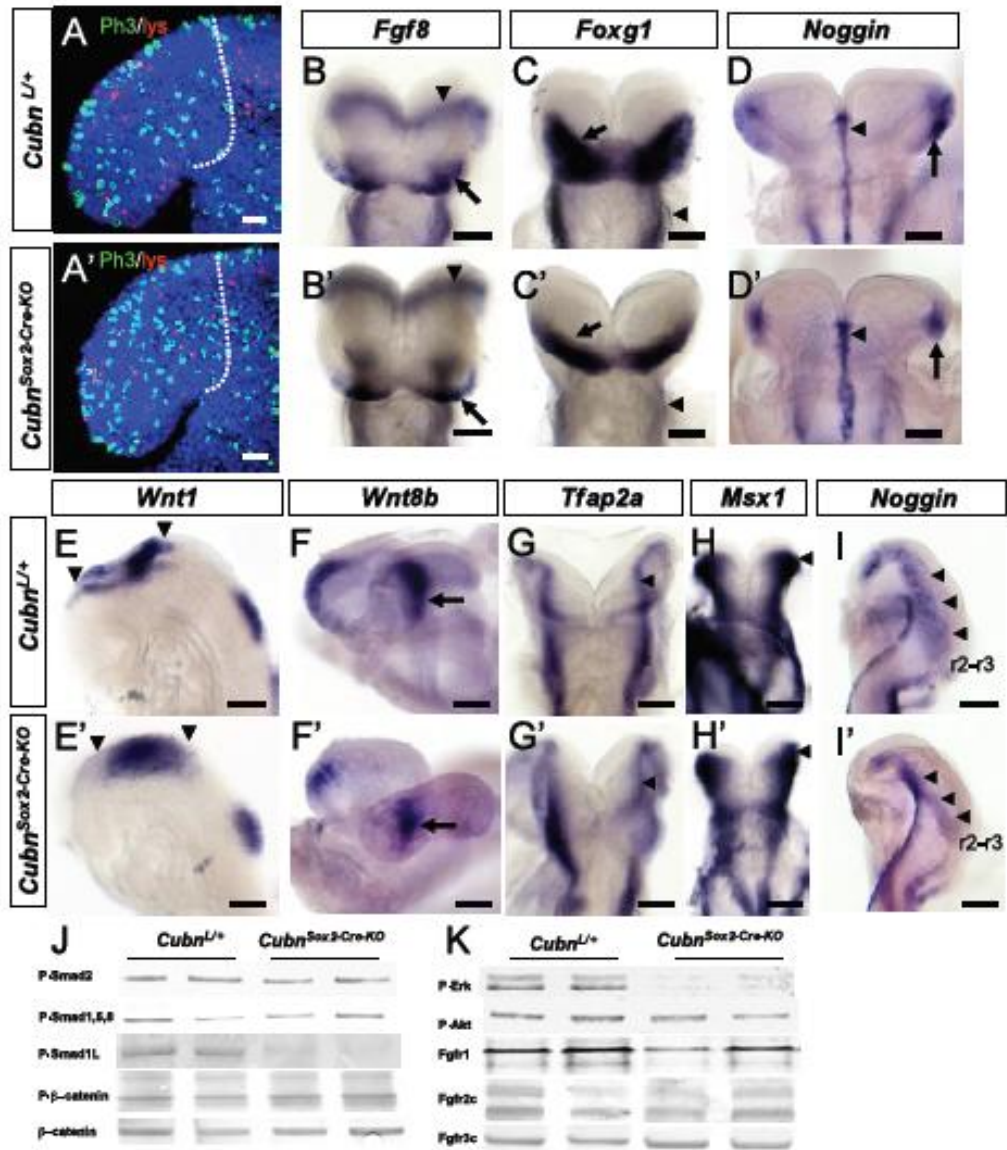 A Ph3/lys
Fgf8 Foxg1 Noggin
B C D
Cubn L/+
A' Ph3/lys
B' C' D'
Cubn Sox2-Cre-KO
Wnt1 Wnt8b Tfap2a Msx1 Noggin
E F G H I
r2-r3
Cubn L/+
E' F' G' H' I'
r2-r3
Cubn Sox2-Cre-KO
J Cubn L/+ Cubn Sox2-Cre-KO
P-Smad2
P-Smad1,5,8
P-Smad1L
P-β-catenin
β-catenin
K Cubn L/+ Cubn Sox2-Cre-KO
P-Erk
P-Akt
Fgfr1
Fgfr2c
Fgfr3c